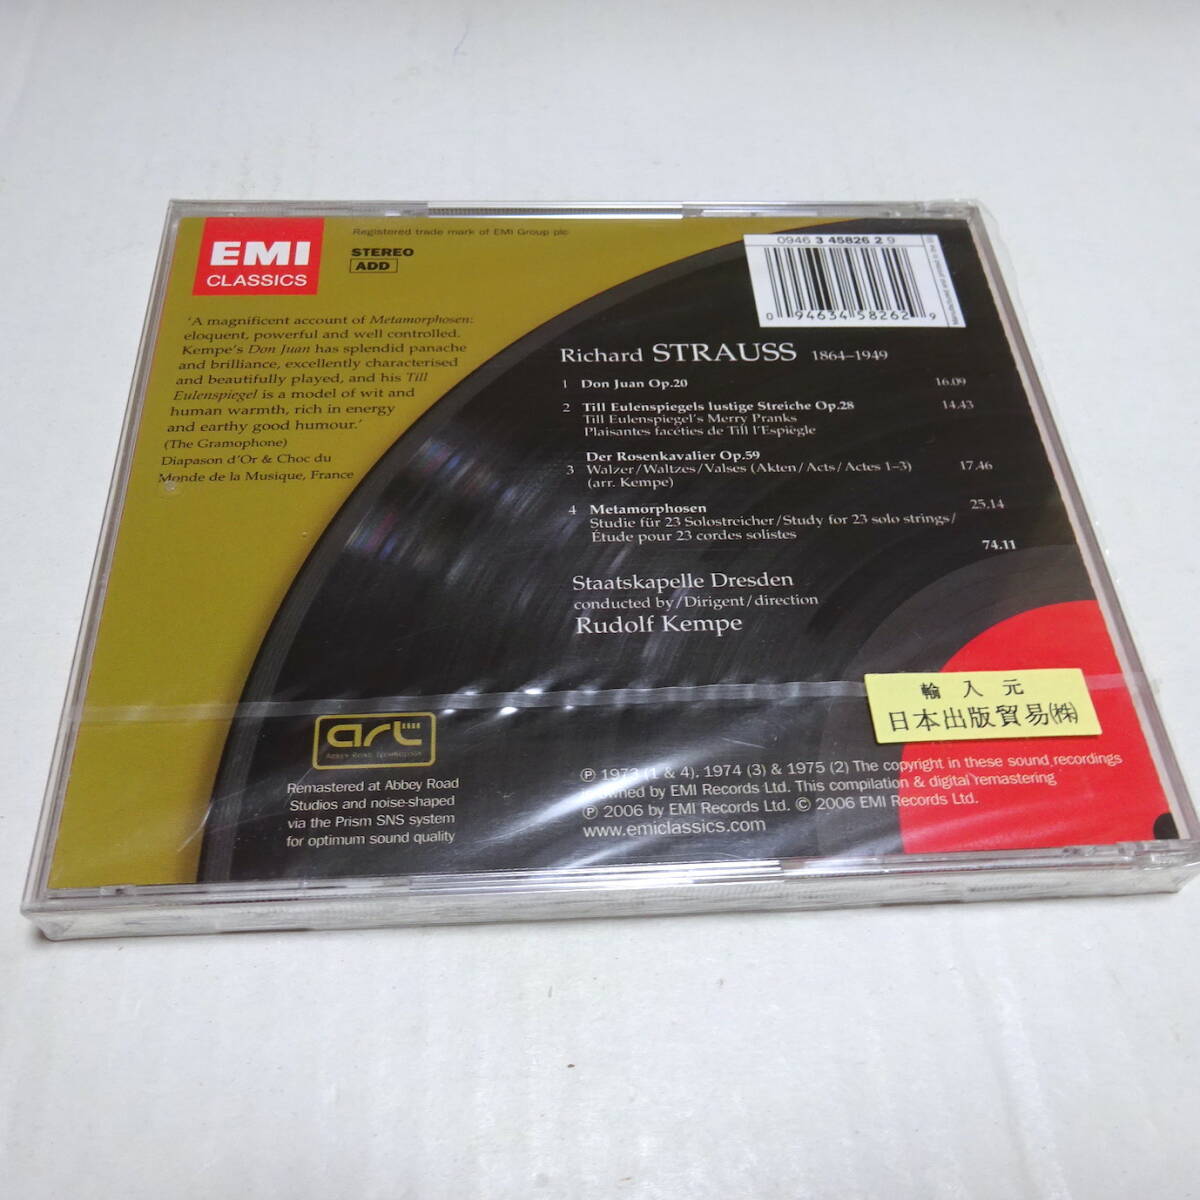 EMI
CLASSICS
Registered trade mark of EMI Group plc
STEREO
ADD
‘A magnificent account of Metamorphosen:
eloquent, powerful and well controlled.
Kempe's Don Juan has splendid panache
and brilliance, excellently characterised
and beautifully played, and his Till
Eulenspiegel is a model of wit and
human warmth, rich in energy
and earthy good humour.’
(The Gramophone)
Diapason d'Or & Choc du
Monde de la Musique, France
0946 3 45826 2 9
0 94634 58262 9
Richard STRAUSS 1864–1949
1 Don Juan Op.20 16.09
2 Till Eulenspiegels lustige Streiche Op.28 14.43
Till Eulenspiegel's Merry Pranks
Plaisantes facéties de Till l'Espiègle
Der Rosenkavalier Op.59
3 Walzer/Waltzes/Valses (Akten/Acts/Actes 1–3) 17.46
(arr. Kempe)
4 Metamorphosen 25.14
Studie für 23 Solostreicher/Study for 23 solo strings/
Étude pour 23 cordes solistes
74.11
Staatskapelle Dresden
conducted by/Dirigent/direction
Rudolf Kempe
輸入元
日本出版貿易㈱
art
ABBEY ROAD TECHNOLOGY
Remastered at Abbey Road
Studios and noise-shaped
via the Prism SNS system
for optimum sound quality
℗ 1973 (1 & 4), 1974 (3) & 1975 (2) The copyright in these sound recordings
owned by EMI Records Ltd. This compilation & digital remastering
℗ 2006 by EMI Records Ltd. © 2006 EMI Records Ltd.
www.emiclassics.com